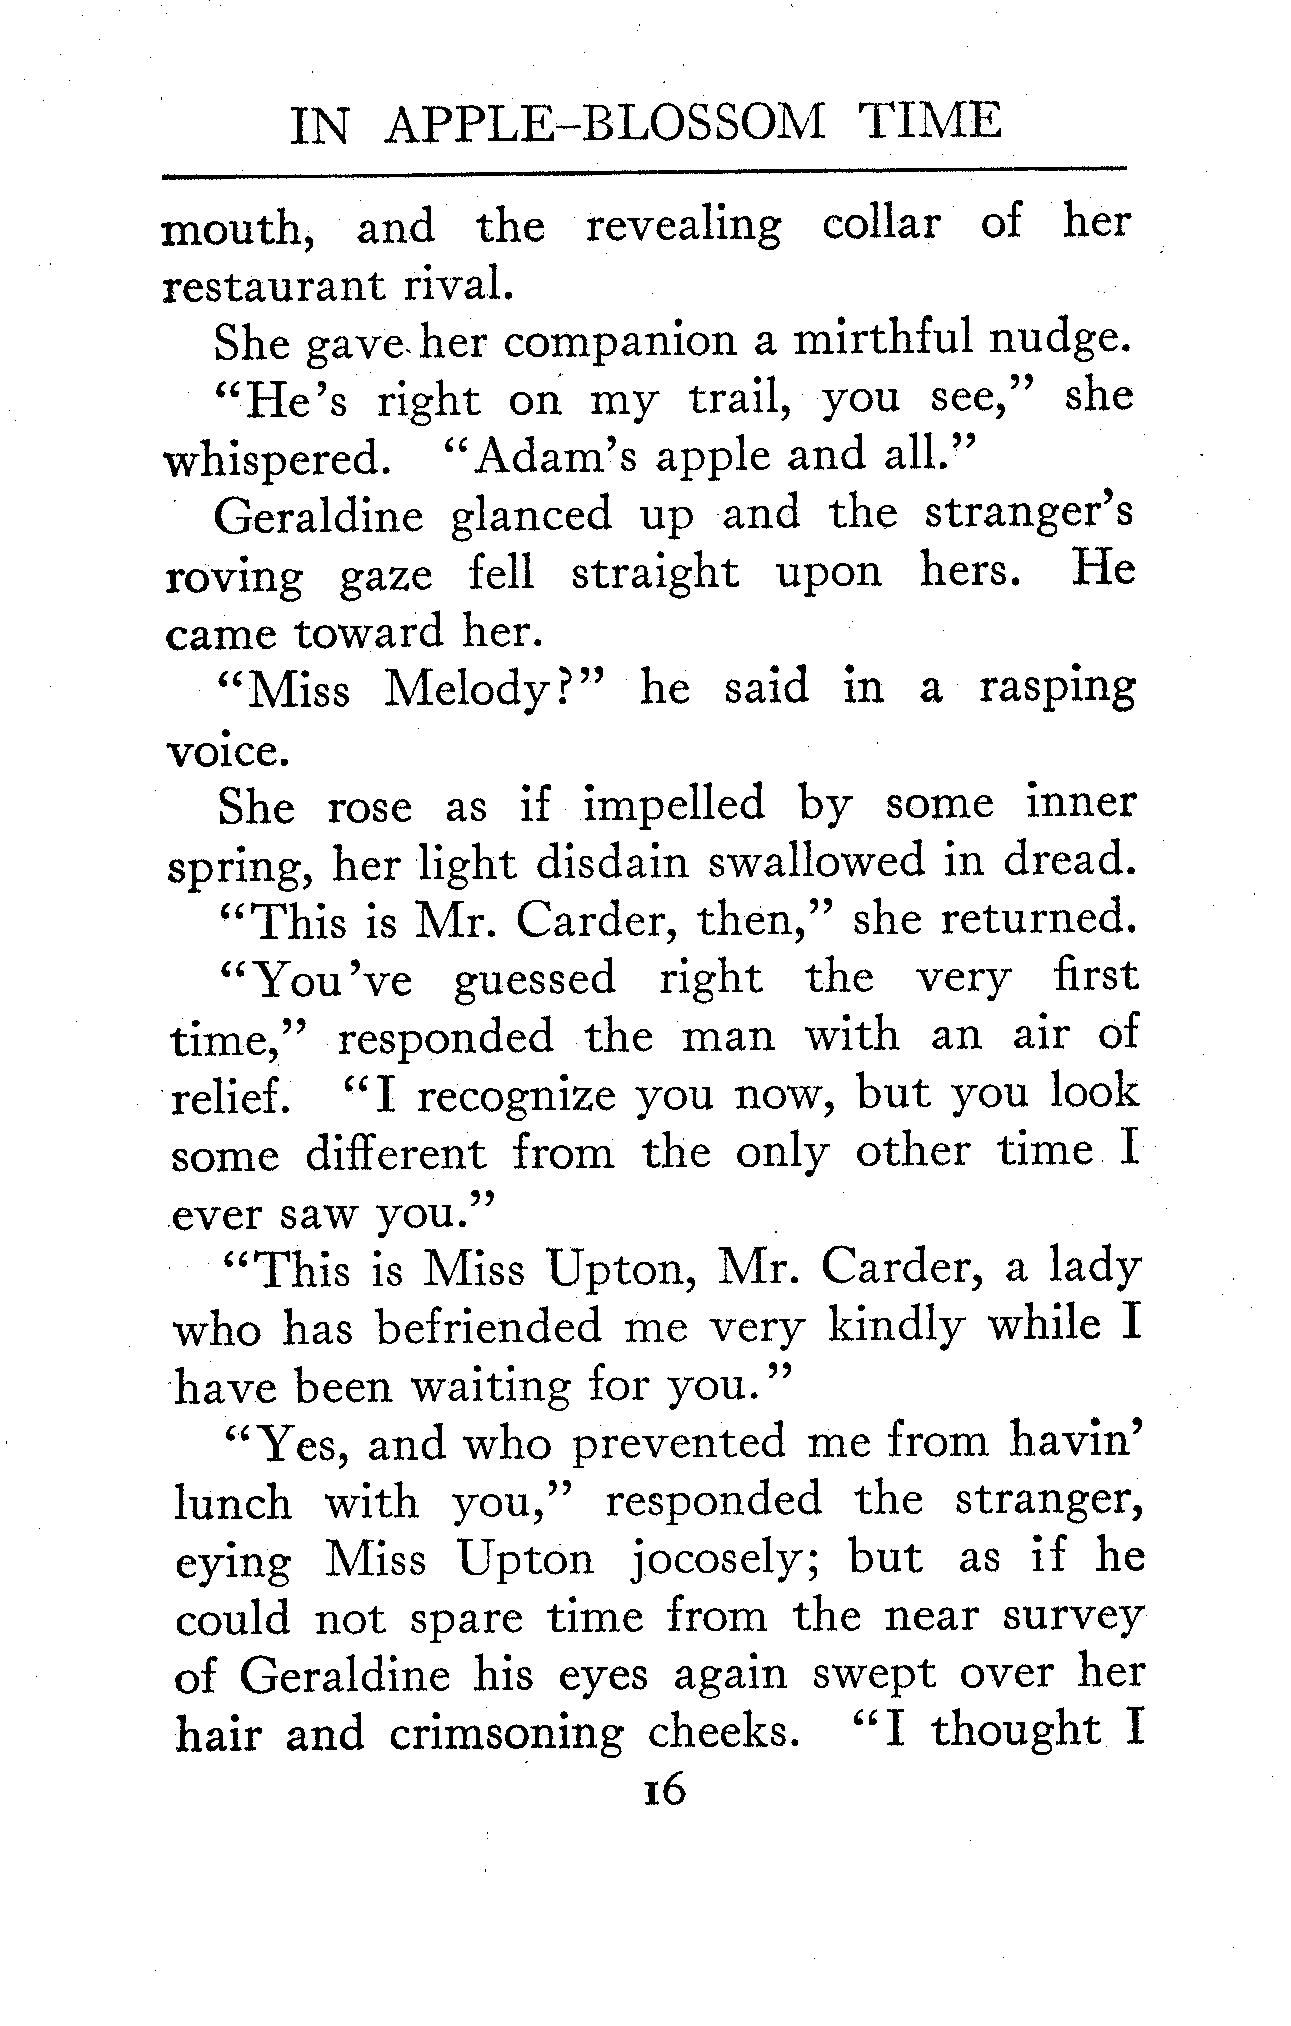 IN APPLE-BLOSSOM TIME
mouth, and the revealing collar of her
restaurant rival.
She gave her companion a mirthful nudge.
"He's right on my trail, you see," she
whispered. "Adam's apple and all."
Geraldine glanced up and the stranger's
roving gaze fell straight upon hers. He
came toward her.
"Miss Melody?" he said in a rasping
voice.
She rose as if impelled by some inner
spring, her light disdain swallowed in dread.
"This is Mr. Carder, then," she returned.
"You've guessed right the very first
time," responded the man with an air of
relief. "I recognize you now, but you look
some different from the only other time I
ever saw you."
"This is Miss Upton, Mr. Carder, a lady
who has befriended me very kindly while I
have been waiting for you."
"Yes, and who prevented me from havin'
lunch with you," responded the stranger,
eying Miss Upton jocosely; but as if he
could not spare time from the near survey
of Geraldine his eyes again swept over her
hair and crimsoning cheeks. "I thought I
16